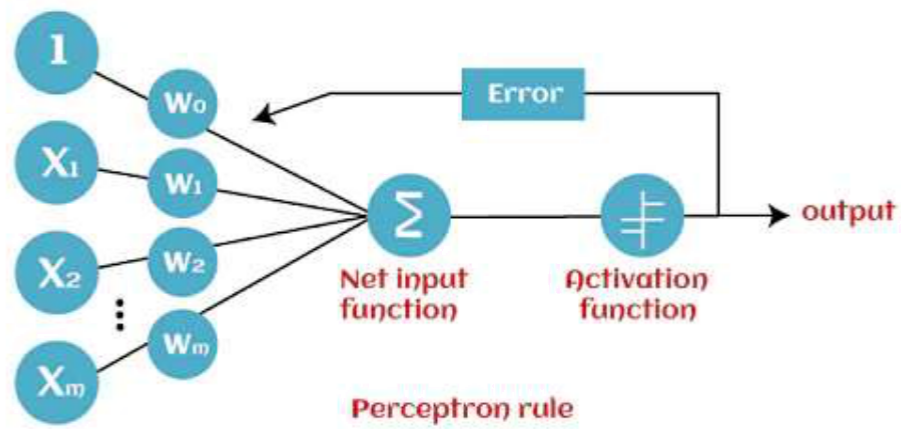 1
W0
X1
W1
X2
W2
Xm
Wm
Error
Σ
Net input
function
Activation
function
output
Perceptron rule